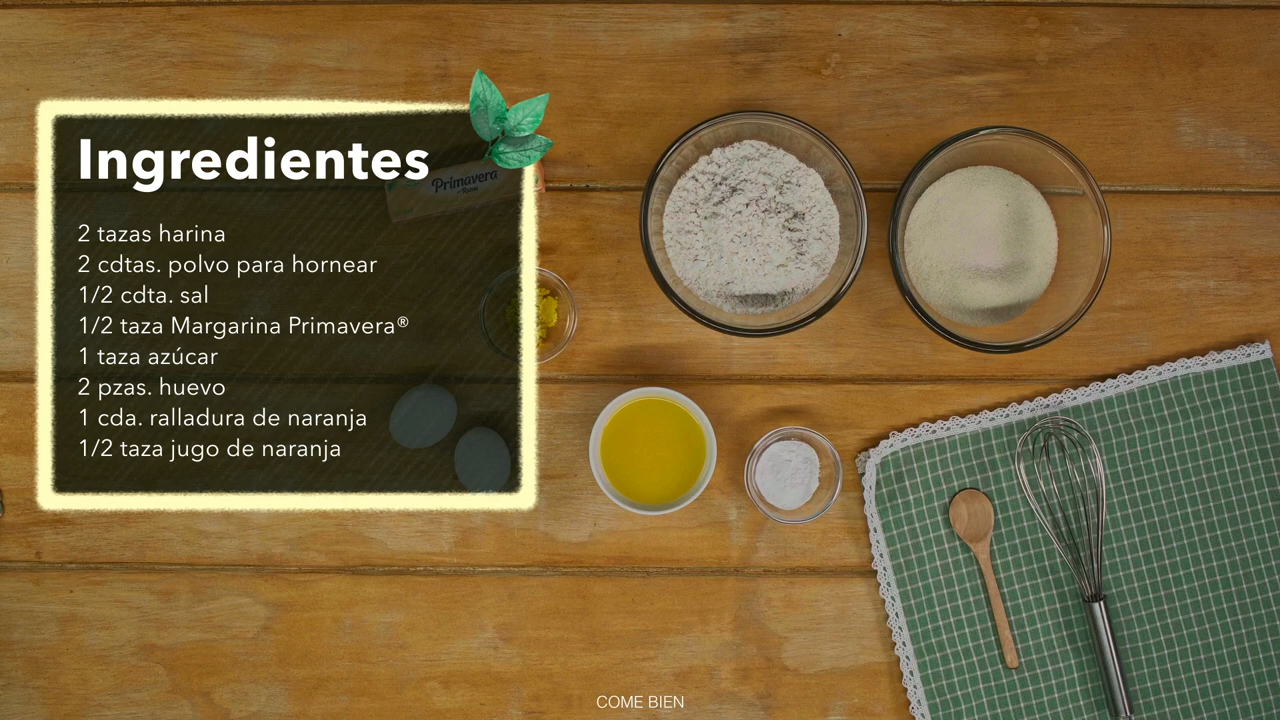 Ingredientes
Primavera
2 tazas harina
2 cdtas. polvo para hornear
1/2 cdta. sal
1/2 taza Margarina Primavera®
1 taza azúcar
2 pzas. huevo
1 cda. ralladura de naranja
1/2 taza jugo de naranja
COME BIEN